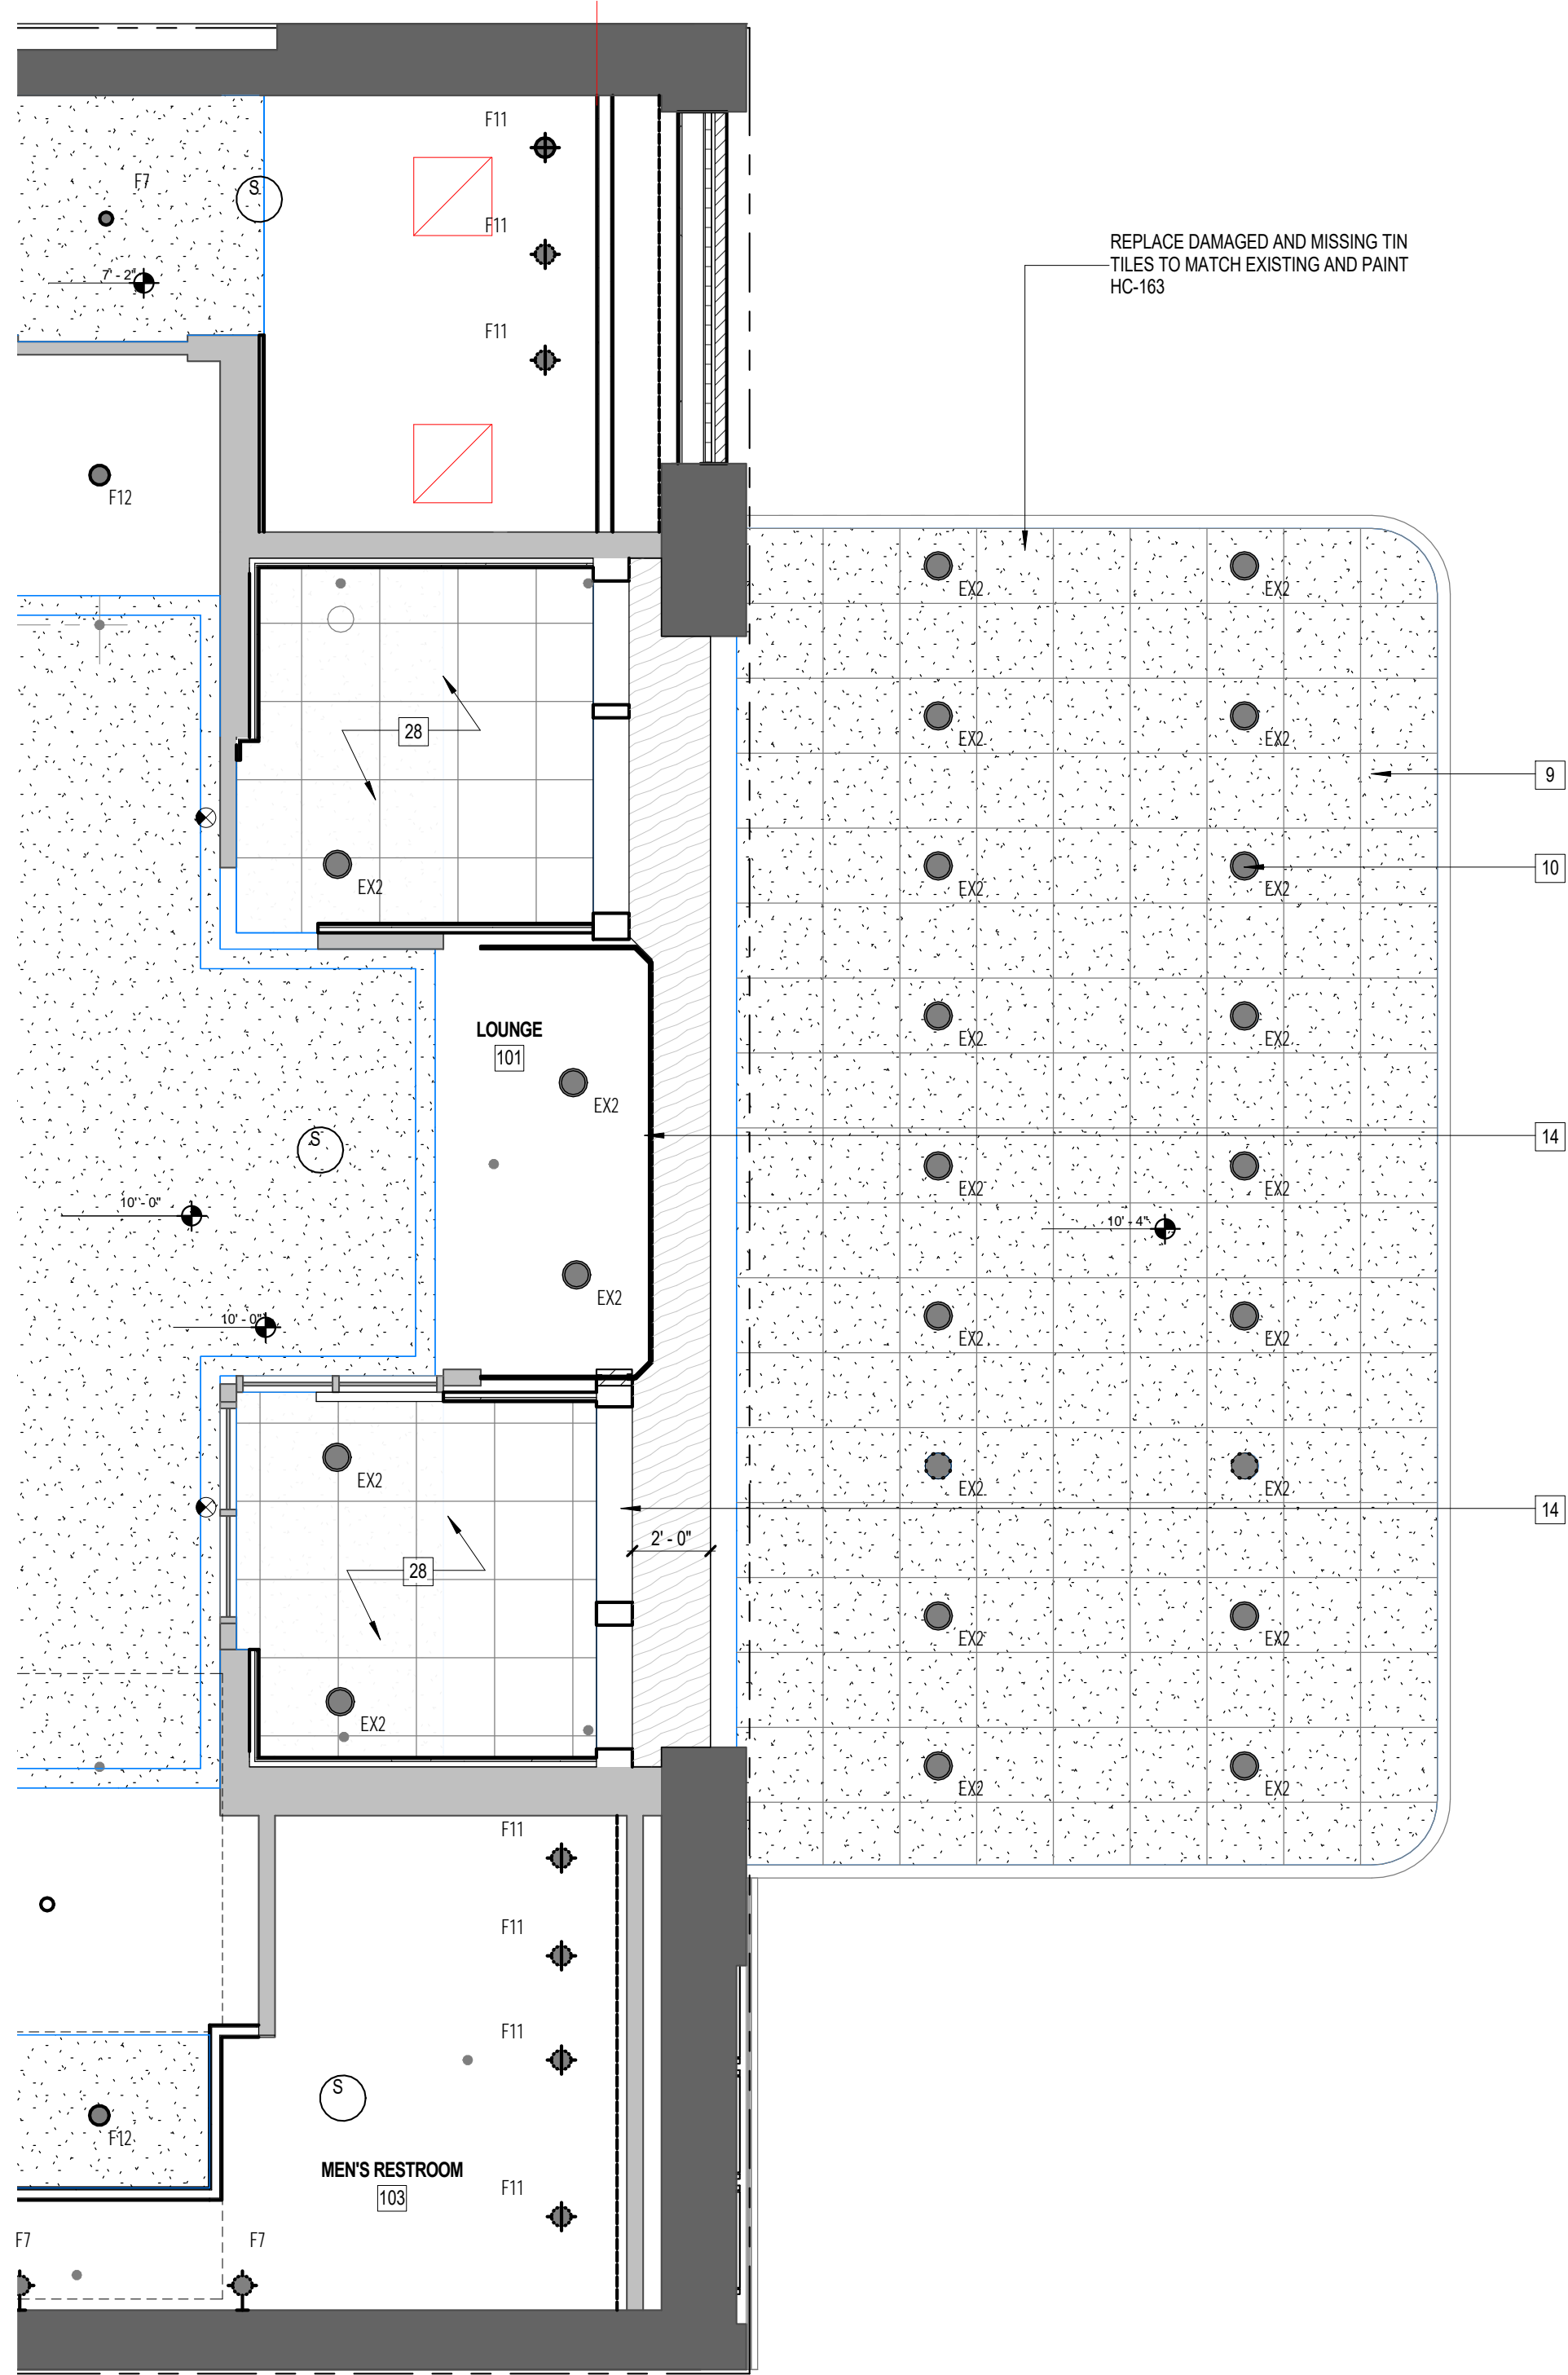 F11
F7
S
F11
REPLACE DAMAGED AND MISSING TIN
TILES TO MATCH EXISTING AND PAINT
HC-163
7' - 2"
F11
F12
EX2
EX2
28
EX2
EX2
9
EX2
EX2
EX2
10
LOUNGE
101
EX2
EX2
EX2
S
14
EX2
EX2
10' - 0"
10' - 4"
EX2
10' - 0"
EX2
EX2
EX2
EX2
EX2
14
2' - 0"
28
EX2
EX2
EX2
EX2
EX2
F11
F11
F11
S
F12
MEN'S RESTROOM
103
F11
F7
F7